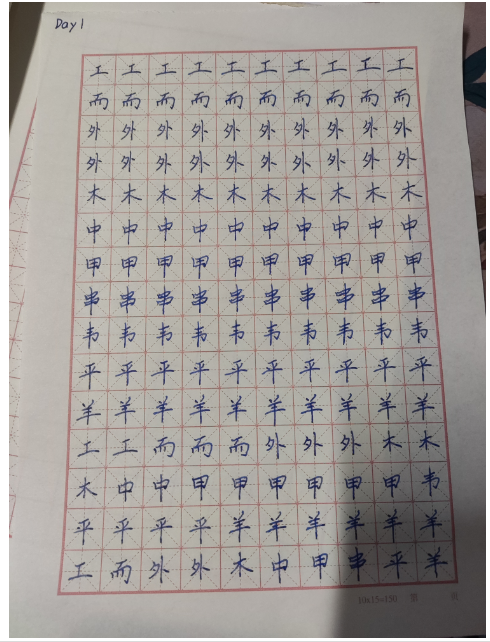 Day 1
工工工工工工工工工工
而而而而而而而而而而
外外外外外外外外外外
外外外外外外外外外外
木木木木木木木木木木
中中中中中中中中中中
甲甲甲甲甲甲甲甲甲甲
串串串串串串串串串串
韦韦韦韦韦韦韦韦韦韦
平平平平平平平平平平
羊羊羊羊羊羊羊羊羊羊
工工而而而外外外木木
木中中甲甲甲甲甲甲韦
平平平平羊羊羊羊羊羊
工而外外木中甲串平羊
10x15=150 第 页